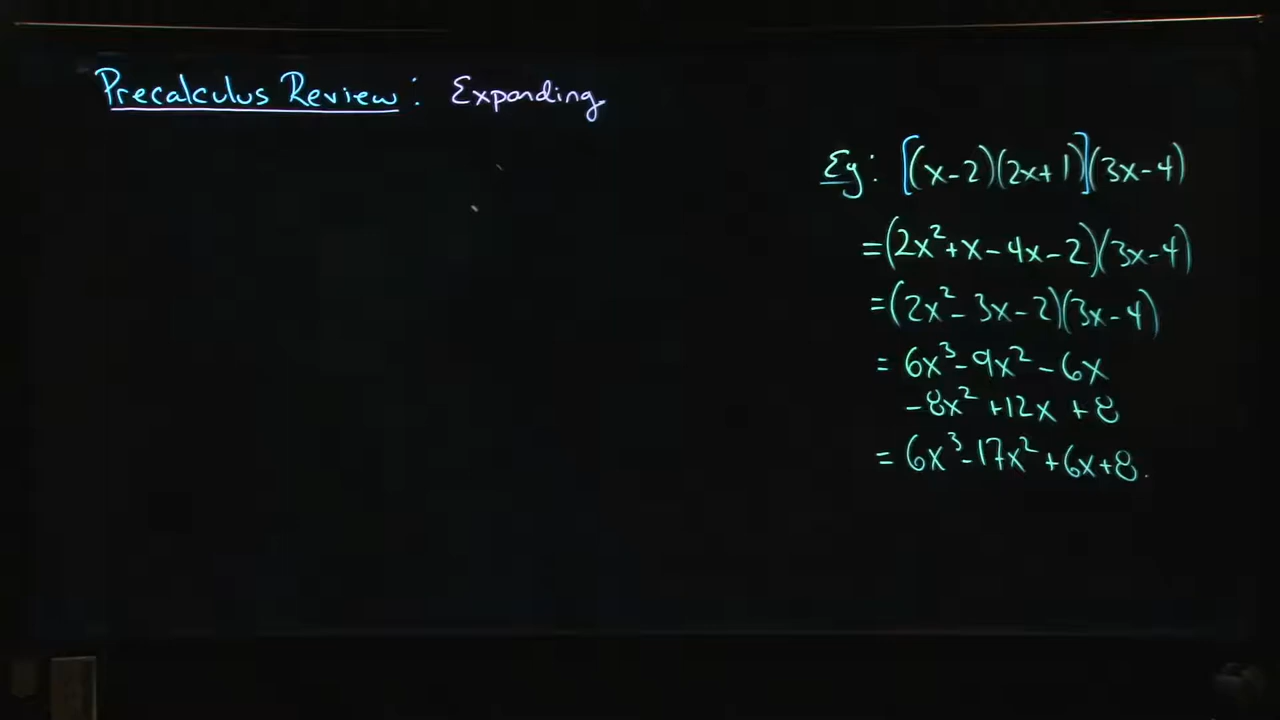 Precalculus Review: Expanding
Eg: [(x-2)(2x+1)](3x-4)
=(2x²+x-4x-2)(3x-4)
=(2x²-3x-2)(3x-4)
= 6x³-9x²-6x
-8x²+12x+8
= 6x³-17x²+6x+8.